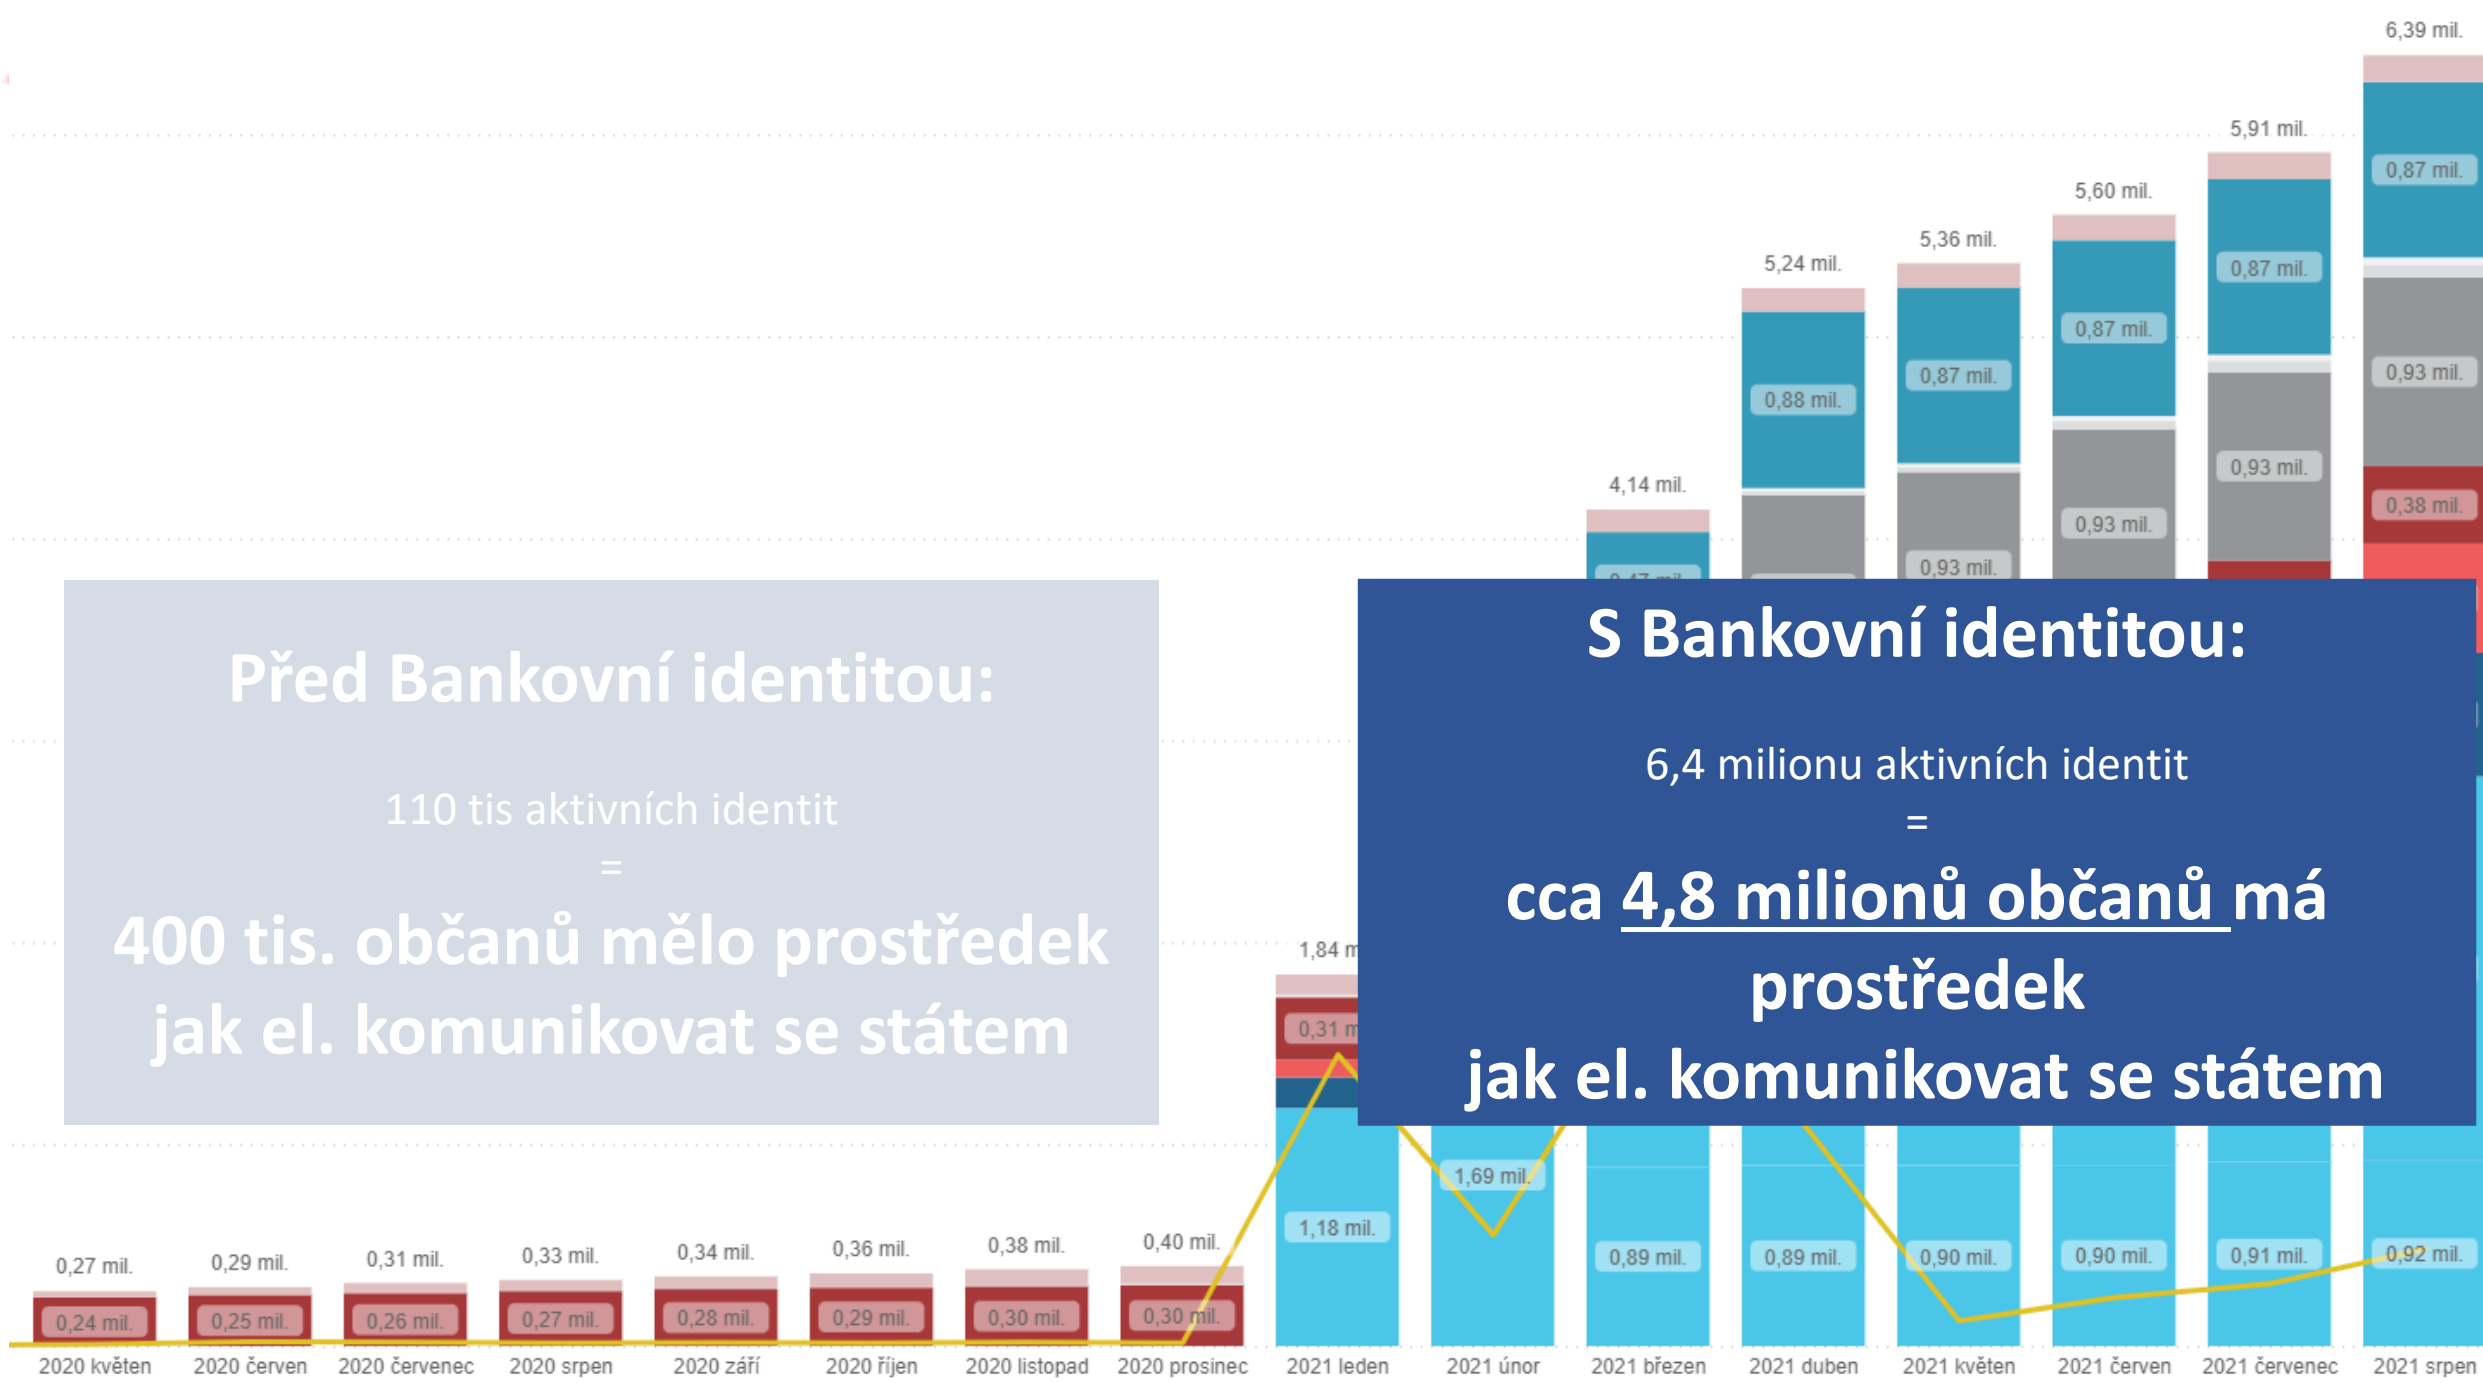 6,39 mil.
5,91 mil.
0,87 mil.
5,60 mil.
5,36 mil.
5,24 mil.
0,87 mil.
0,87 mil.
0,87 mil.
0,93 mil.
0,88 mil.
0,93 mil.
4,14 mil.
0,38 mil.
0,93 mil.
0,93 mil.
Před Bankovní identitou:
110 tis aktivních identit
=
400 tis. občanů mělo prostředek
jak el. komunikovat se státem
S Bankovní identitou:
6,4 milionu aktivních identit
=
cca 4,8 milionů občanů má
prostředek
jak el. komunikovat se státem
1,84 m
0,31 m
1,69 mil.
1,18 mil.
0,27 mil. 0,29 mil. 0,31 mil. 0,33 mil. 0,34 mil. 0,36 mil. 0,38 mil. 0,40 mil.
0,89 mil. 0,89 mil. 0,90 mil. 0,90 mil. 0,91 mil. 0,92 mil.
0,24 mil. 0,25 mil. 0,26 mil. 0,27 mil. 0,28 mil. 0,29 mil. 0,30 mil. 0,30 mil.
2020 květen 2020 červen 2020 červenec 2020 srpen 2020 září 2020 říjen 2020 listopad 2020 prosinec 2021 leden 2021 únor 2021 březen 2021 duben 2021 květen 2021 červen 2021 červenec 2021 srpen